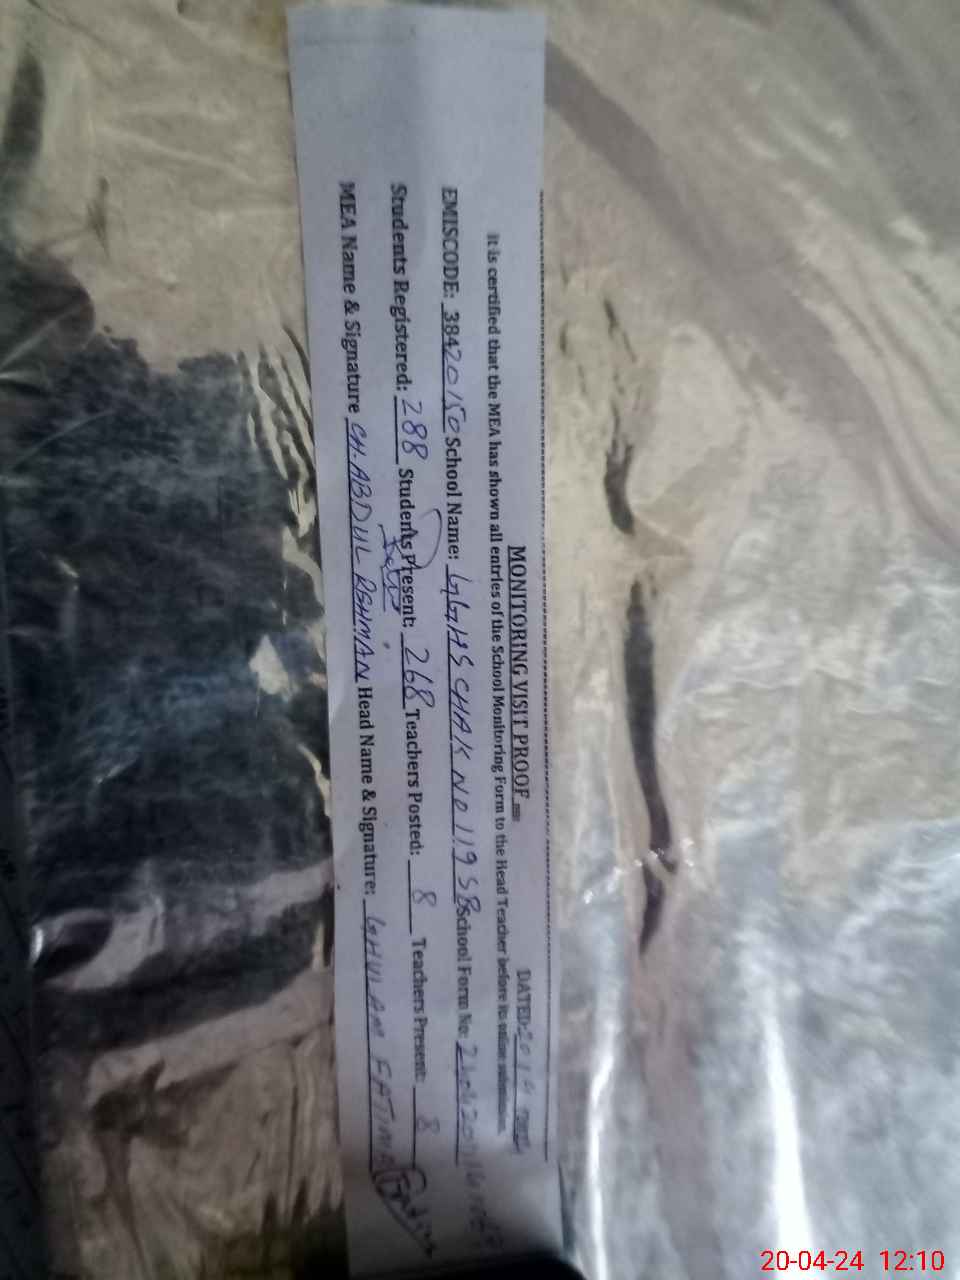 MONITORING VISIT PROOF
DATED: 20/4
It is certified that the MEA has shown all entries of the School Monitoring Form to the Head Teacher before its online submission.
EMISCODE: 38420150 School Name: GGHS CHAK NO 119 SB School Form No:
Students Registered: 288 Students Present: 268 Teachers Posted: 8 Teachers Present: 8
MEA Name & Signature CH. ABDUL REHMAN Head Name & Signature: GHULAM FATIMA
20-04-24 12:10